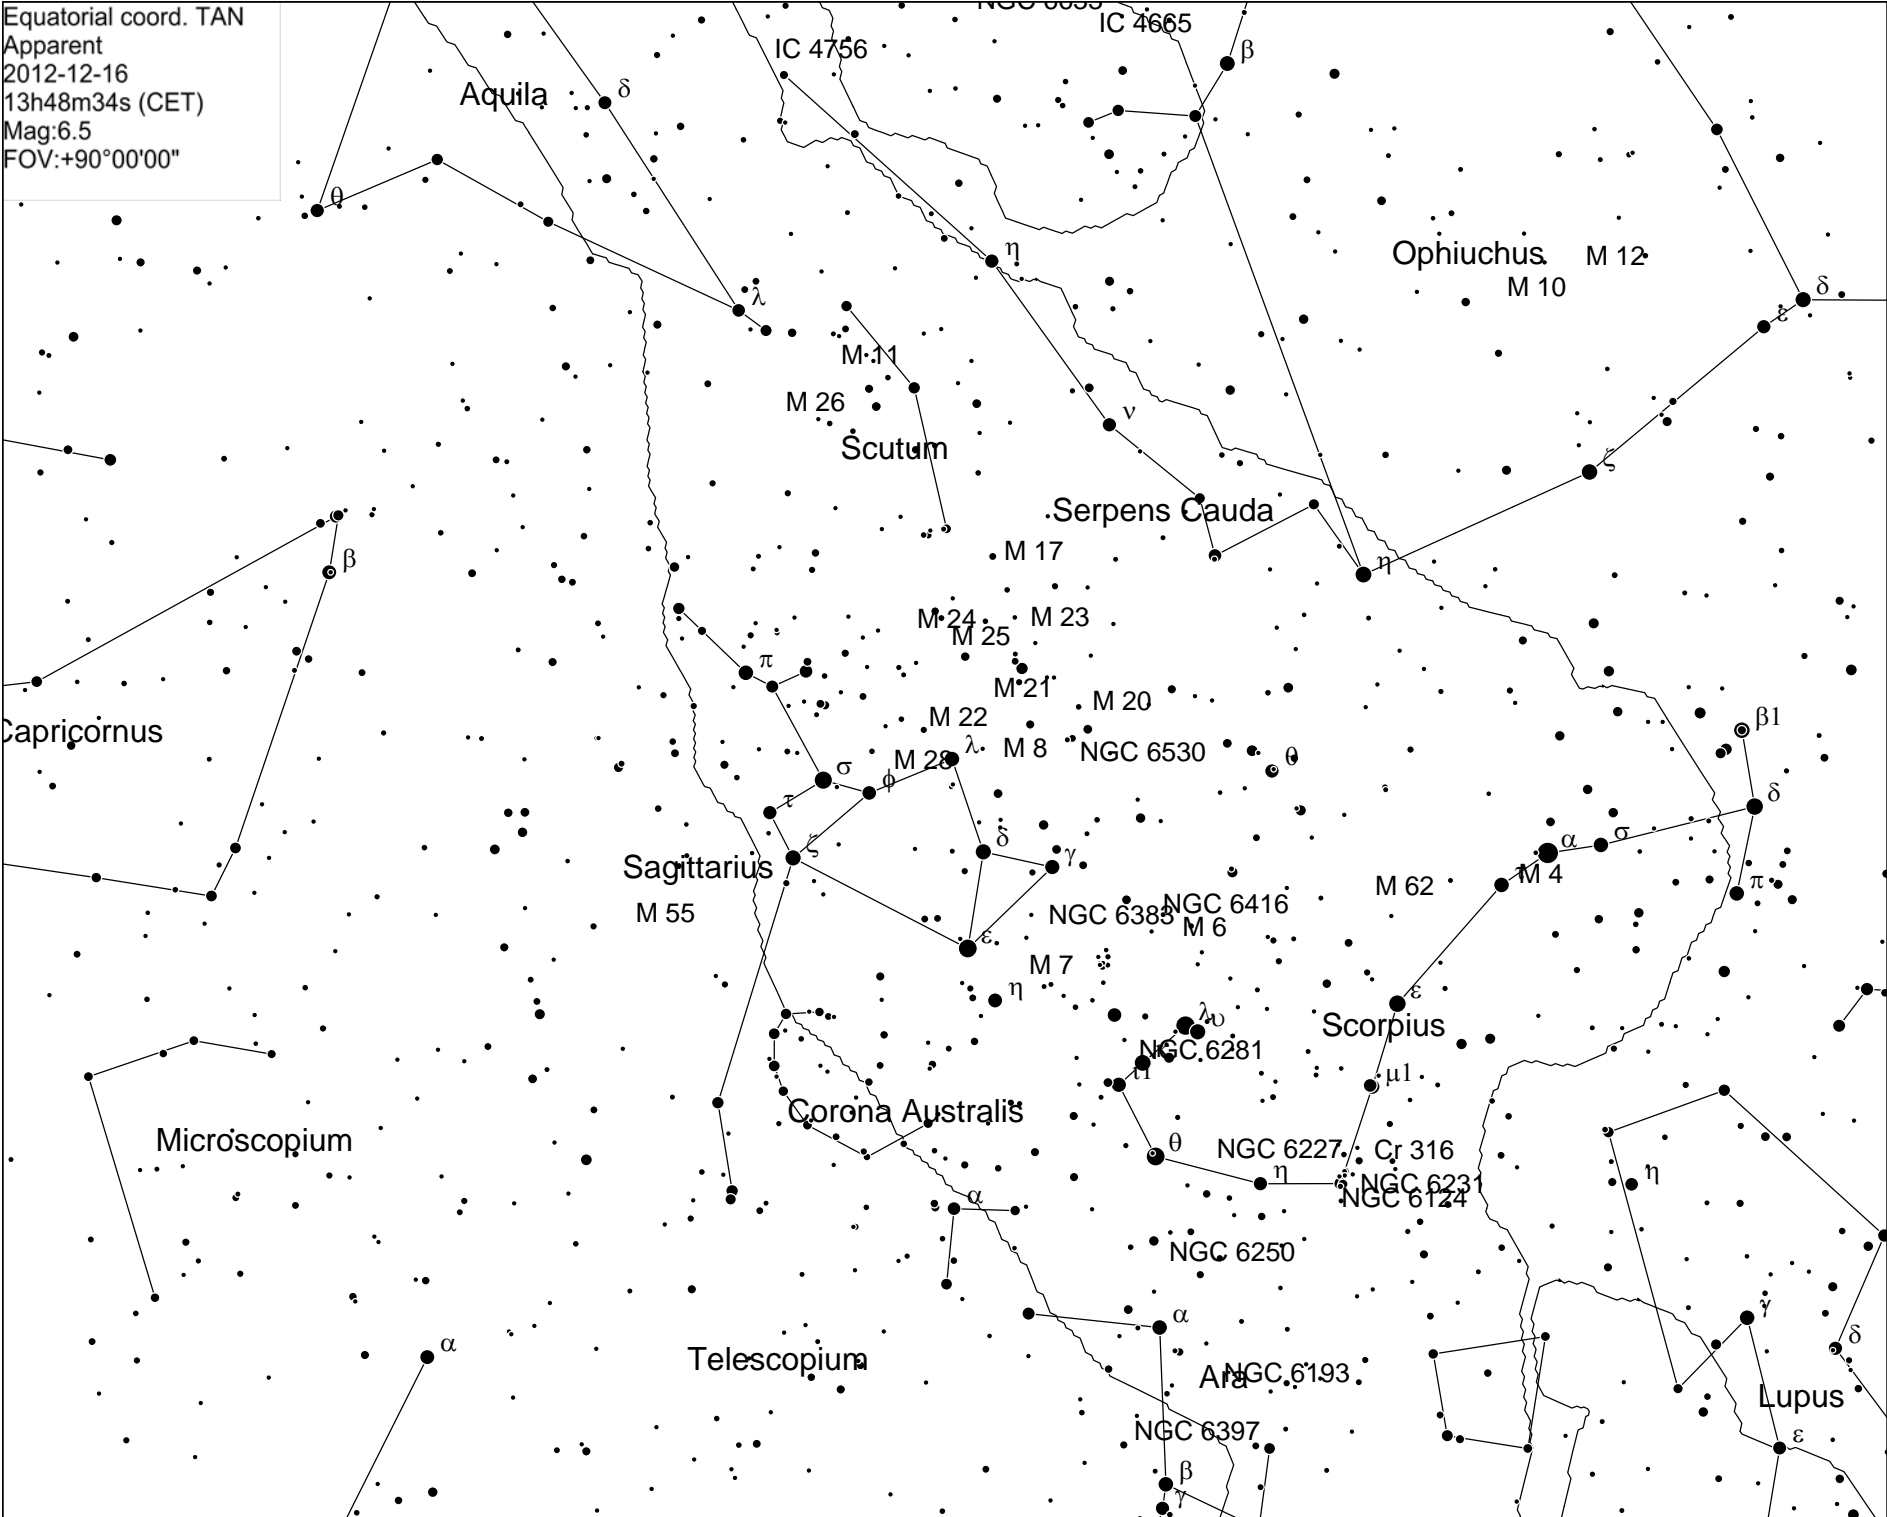 Equatorial coord. TAN
Apparent
2012-12-16
13h48m34s (CET)
Mag:6.5
FOV:+90°00'00"
IC 4665
IC 4756
β
Aquila
δ
θ
η
Ophiuchus
M 12
M 10
δ
λ
ε
M 11
M 26
ν
Scutum
ζ
Serpens Cauda
M 17
β
η
M 24
M 23
M 25
π
M 21
M 20
M 22
β1
Capricornus
M 8
NGC 6530
λ
M 28
θ
σ
φ
τ
δ
ζ
δ
γ
α
σ
Sagittarius
M 4
M 62
π
M 55
NGC 6383
NGC 6416
M 6
ε
M 7
η
ε
λ
υ
Scorpius
NGC 6281
ι1
μ1
Corona Australis
Microscopium
θ
NGC 6227
Cr 316
η
η
NGC 6231
NGC 6124
α
NGC 6250
α
γ
α
δ
Telescopium
Ara
NGC 6193
Lupus
NGC 6397
ε
β
γ